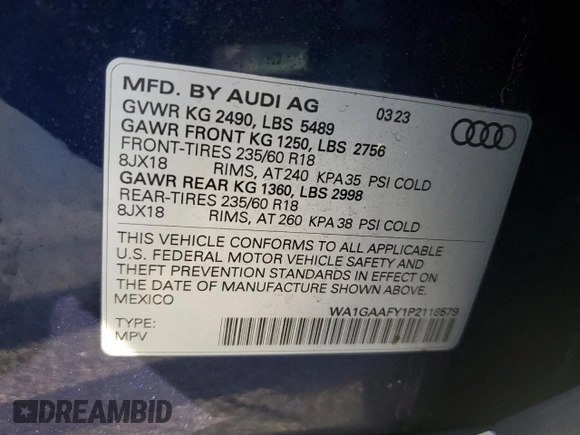 MFD. BY AUDI AG 03 23
GVWR KG 2490, LBS 5489
GAWR FRONT KG 1250, LBS 2756
FRONT-TIRES 235/60 R18
8JX18 RIMS, AT 240 KPA 35 PSI COLD
GAWR REAR KG 1360, LBS 2998
REAR-TIRES 235/60 R18
8JX18 RIMS, AT 260 KPA 38 PSI COLD
THIS VEHICLE CONFORMS TO ALL APPLICABLE
U.S. FEDERAL MOTOR VEHICLE SAFETY AND
THEFT PREVENTION STANDARDS IN EFFECT ON
THE DATE OF MANUFACTURE SHOWN ABOVE.
MEXICO
WA1GAAFY1P2118579
TYPE:
MPV
DREAMBID